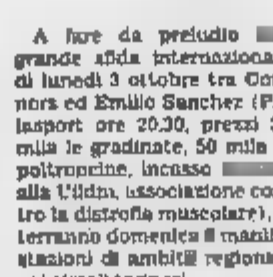 A fare da preludio
grande sfida internaziona
di lunedì 3 ottobre tra Con
nors ed Emilio Sanchez (P
lasport ore 20.30, prezzi
mila le gradinate, 50 mila
poltroncine, incasso
alla Uildm, associazione co
tro la distrofia muscolare),
terranno domenica il
di ambito regiona